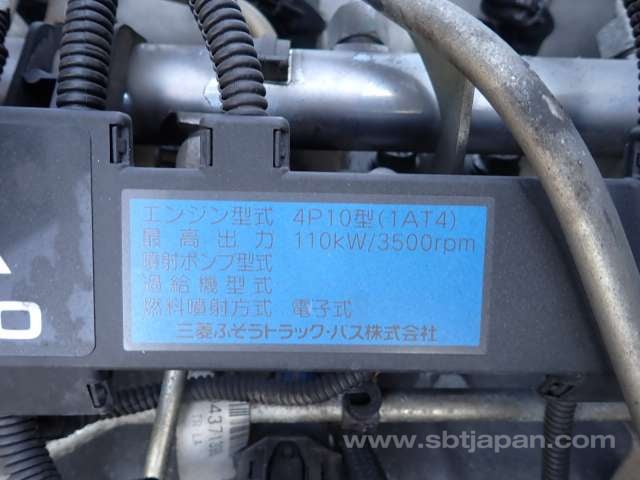 エンジン型式 4P10型(1AT4)
最高出力 110kW/3500rpm
噴射ポンプ型式
過給機型式
燃料噴射方式 電子式
三菱ふそうトラック・バス株式会社
www.sbtjapan.com